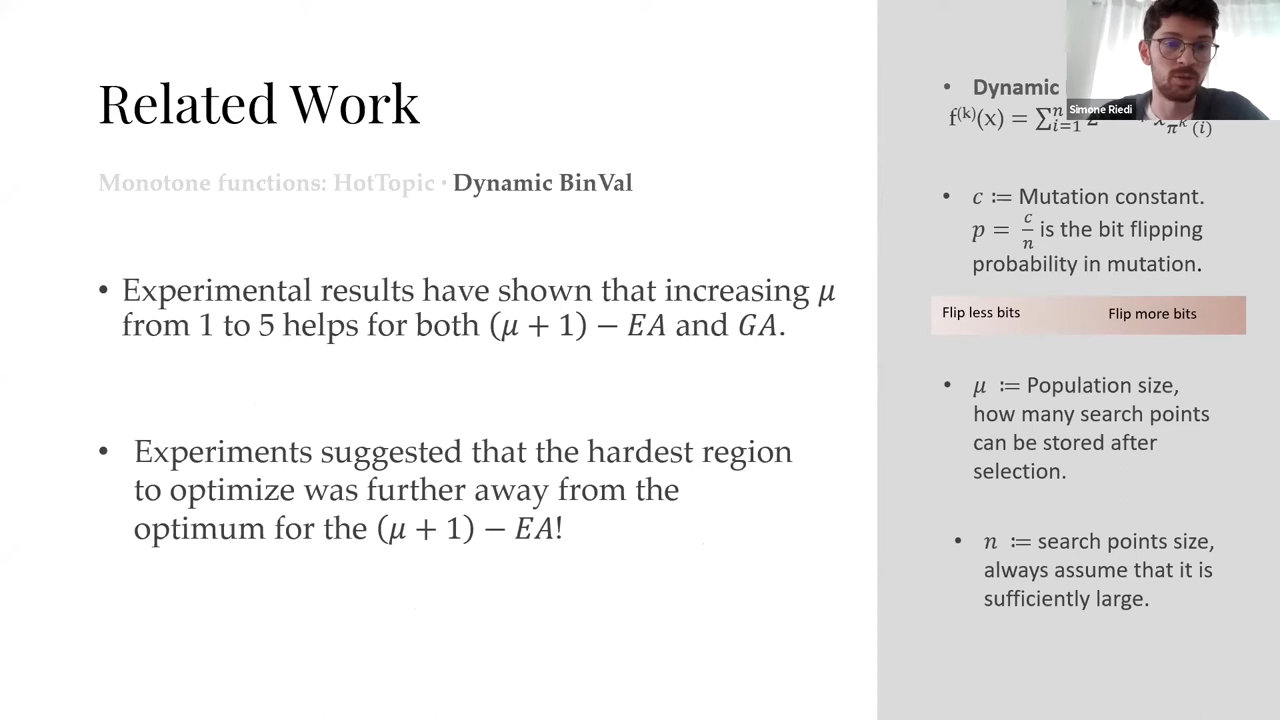 Related Work
Monotone functions: HotTopic · Dynamic BinVal
• Experimental results have shown that increasing μ
from 1 to 5 helps for both (μ + 1) − EA and GA.
• Experiments suggested that the hardest region
to optimize was further away from the
optimum for the (μ + 1) − EA!
• Dynamic
f⁽ᵏ⁾(x) = ∑ⁿᵢ₌₁
Simone Riedi
• c := Mutation constant.
p = c/n is the bit flipping
probability in mutation.
Flip less bits Flip more bits
• μ := Population size,
how many search points
can be stored after
selection.
• n := search points size,
always assume that it is
sufficiently large.